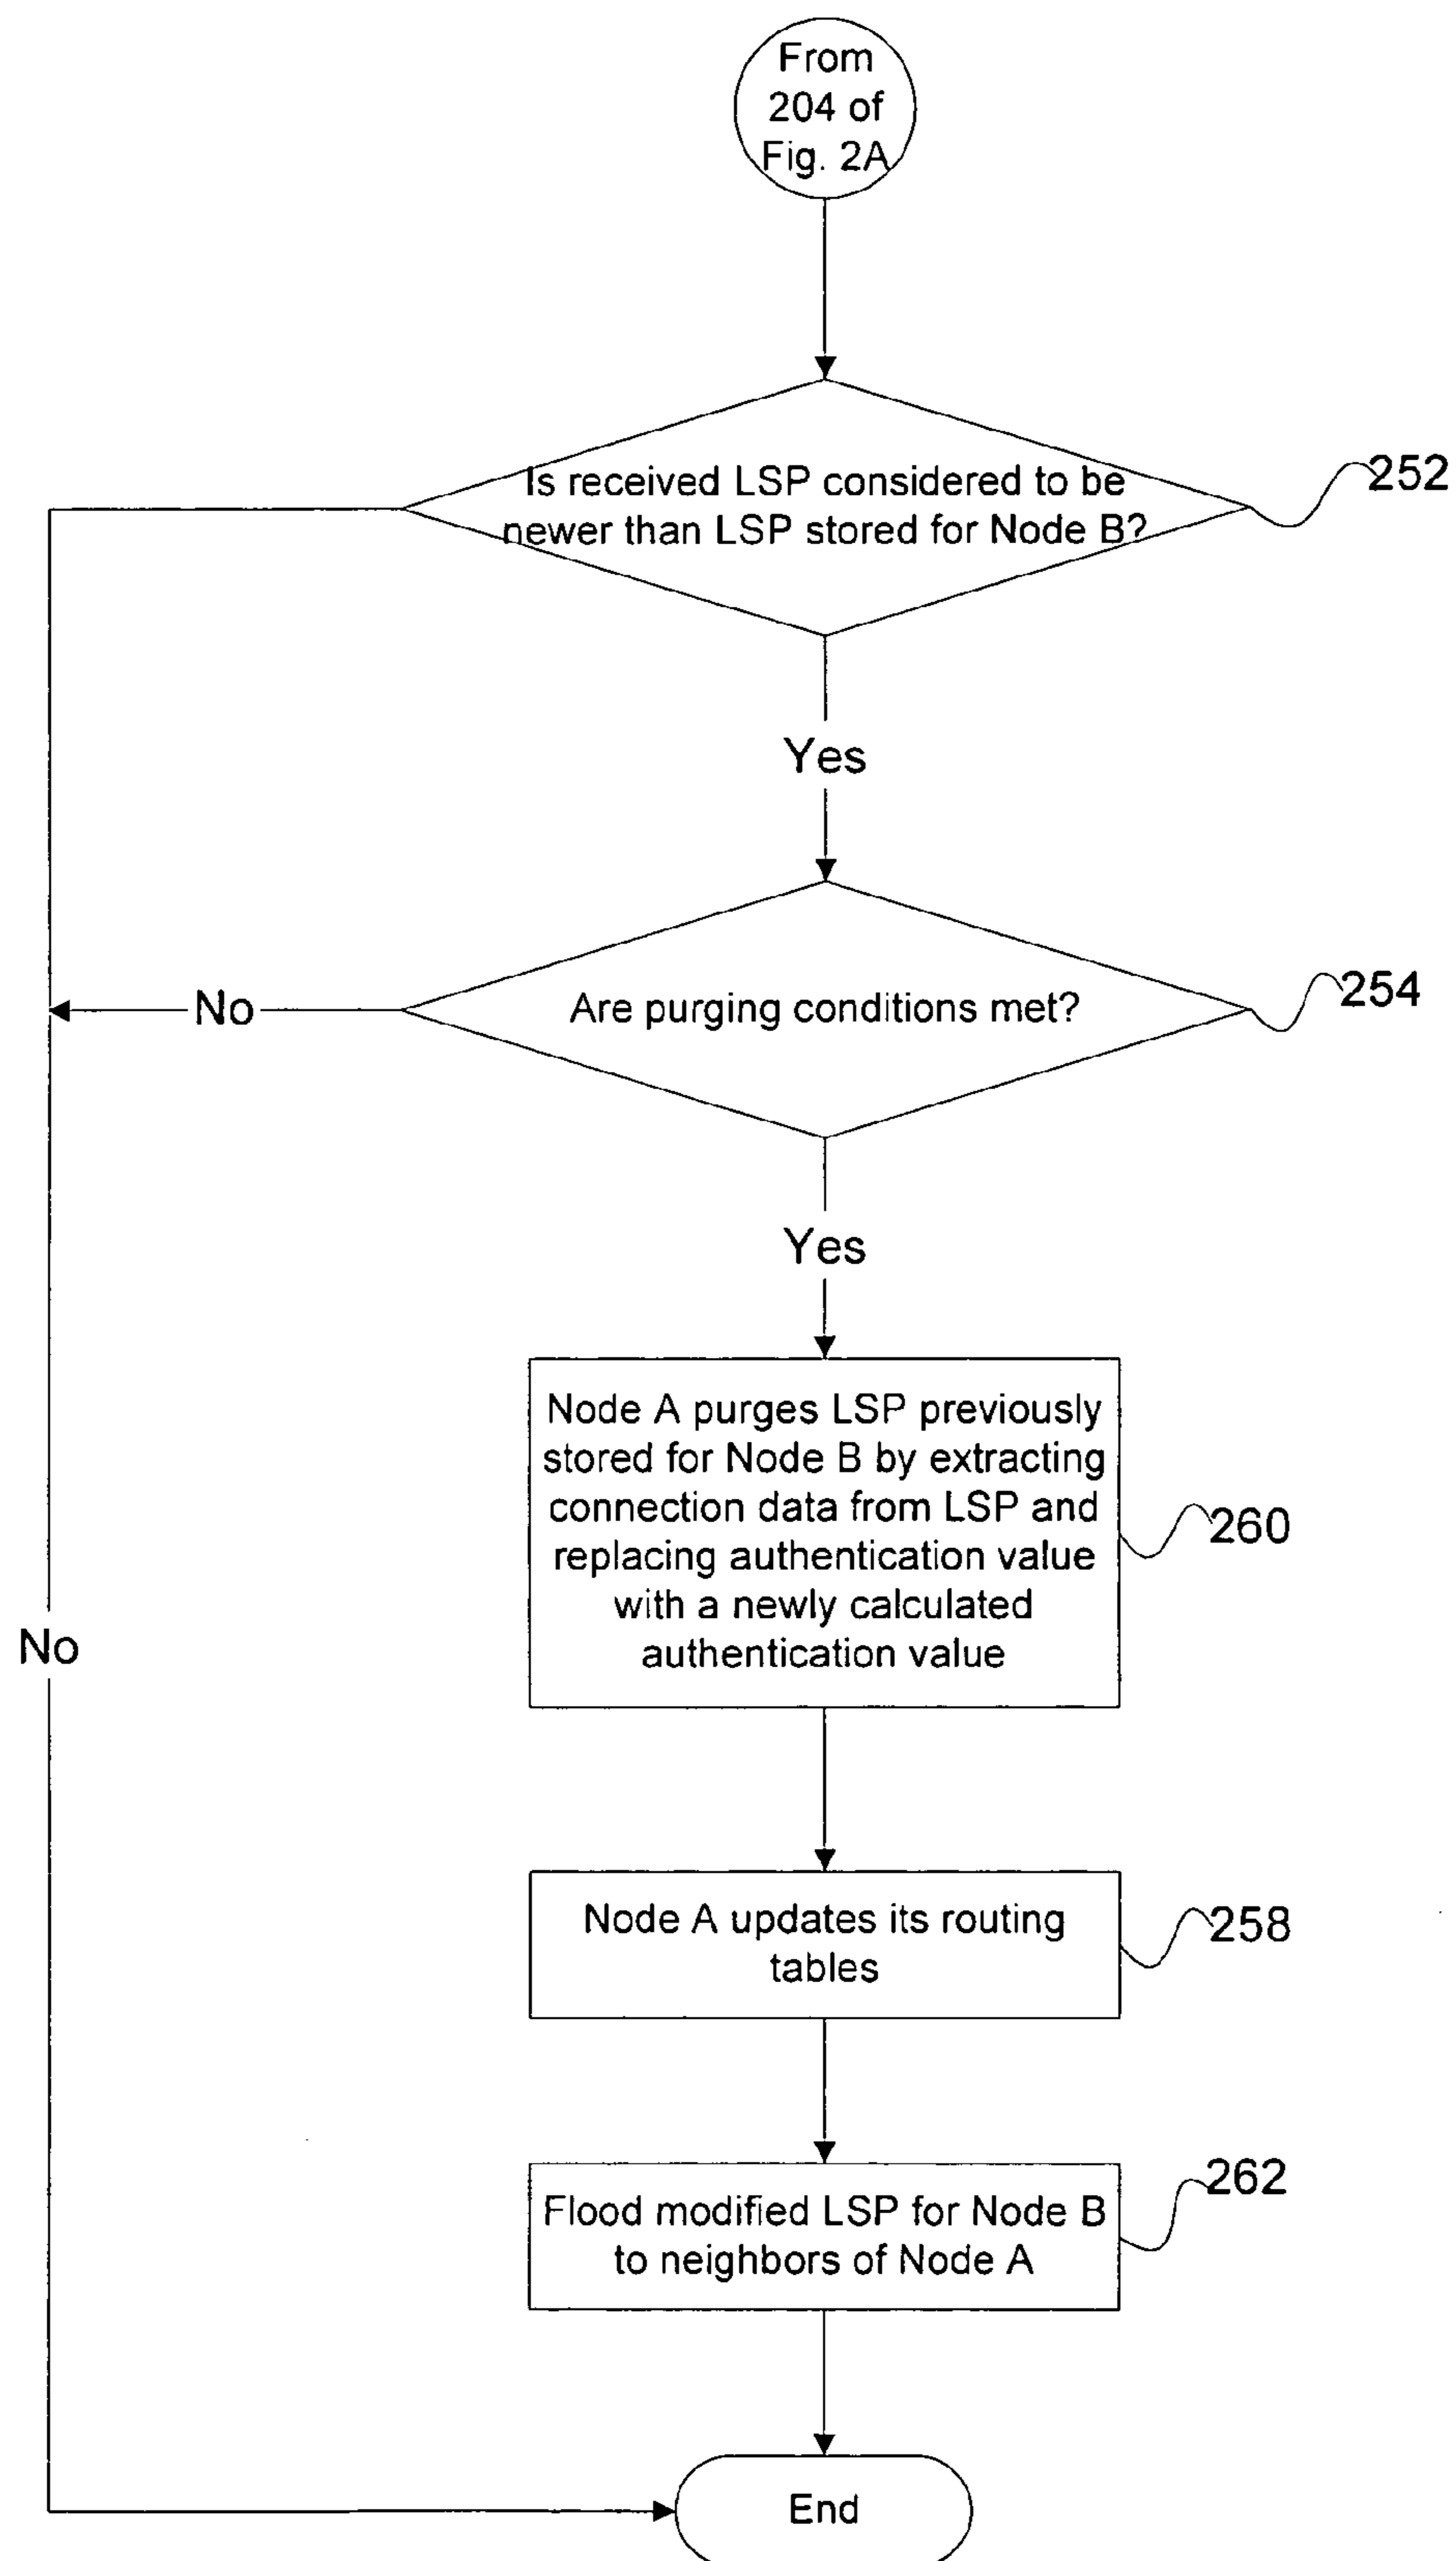 From
204 of
Fig. 2A
Is received LSP considered to be
newer than LSP stored for Node B?
252
Yes
Are purging conditions met?
254
No
Yes
Node A purges LSP previously
stored for Node B by extracting
connection data from LSP and
replacing authentication value
with a newly calculated
authentication value
260
No
Node A updates its routing
tables
258
Flood modified LSP for Node B
to neighbors of Node A
262
End